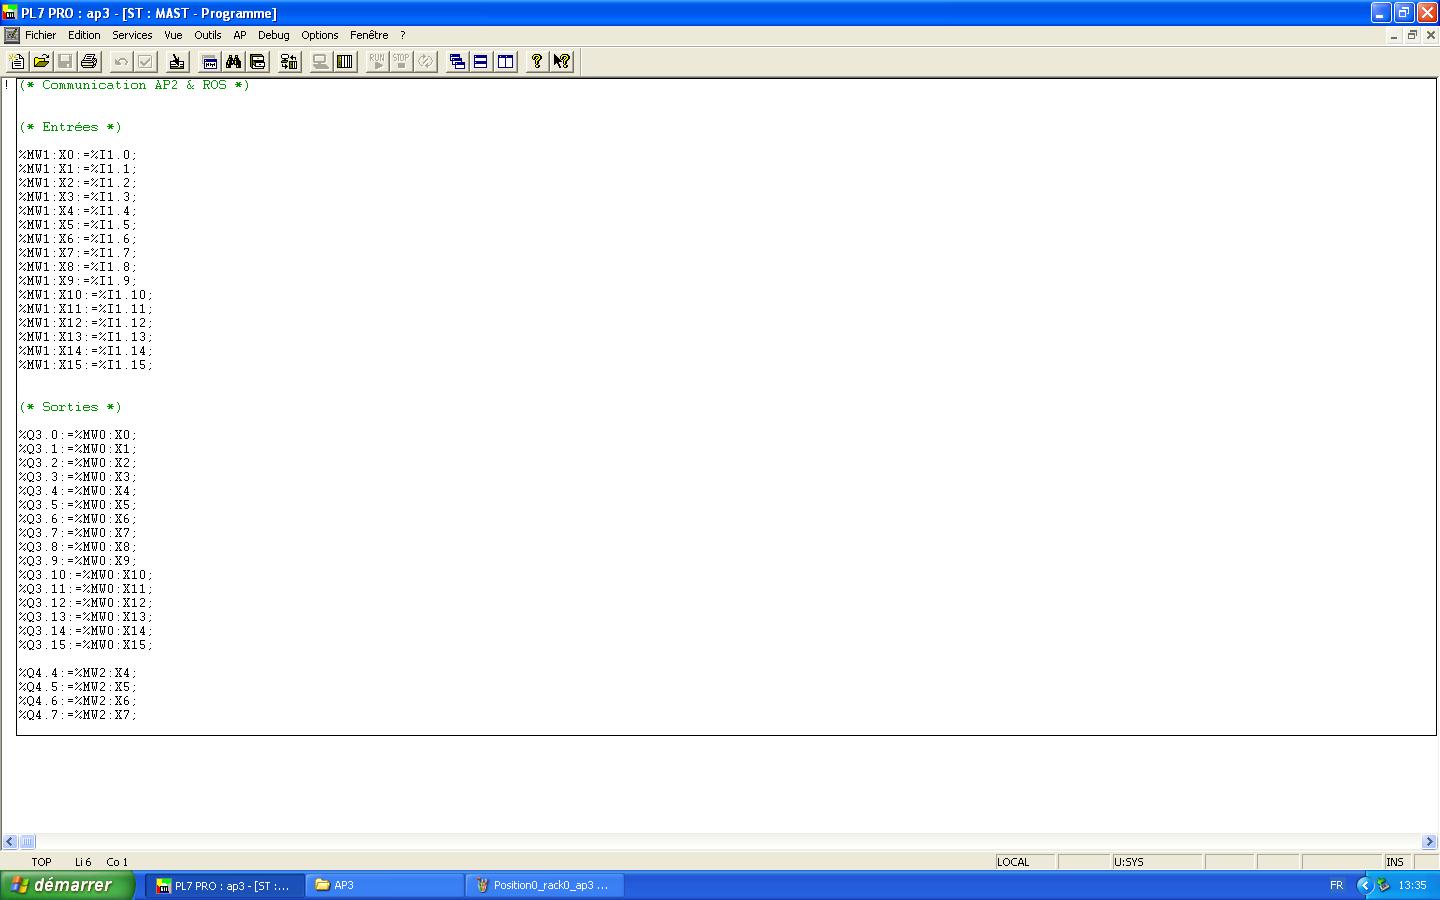 PL7 PRO : ap3 - [ST : MAST - Programme]
Fichier Edition Services Vue Outils AP Debug Options Fenêtre ?
RUN STOP
! (* Communication AP2 & ROS *)
(* Entrées *)
%MW1:X0:=%I1.0;
%MW1:X1:=%I1.1;
%MW1:X2:=%I1.2;
%MW1:X3:=%I1.3;
%MW1:X4:=%I1.4;
%MW1:X5:=%I1.5;
%MW1:X6:=%I1.6;
%MW1:X7:=%I1.7;
%MW1:X8:=%I1.8;
%MW1:X9:=%I1.9;
%MW1:X10:=%I1.10;
%MW1:X11:=%I1.11;
%MW1:X12:=%I1.12;
%MW1:X13:=%I1.13;
%MW1:X14:=%I1.14;
%MW1:X15:=%I1.15;
(* Sorties *)
%Q3.0:=%MW0:X0;
%Q3.1:=%MW0:X1;
%Q3.2:=%MW0:X2;
%Q3.3:=%MW0:X3;
%Q3.4:=%MW0:X4;
%Q3.5:=%MW0:X5;
%Q3.6:=%MW0:X6;
%Q3.7:=%MW0:X7;
%Q3.8:=%MW0:X8;
%Q3.9:=%MW0:X9;
%Q3.10:=%MW0:X10;
%Q3.11:=%MW0:X11;
%Q3.12:=%MW0:X12;
%Q3.13:=%MW0:X13;
%Q3.14:=%MW0:X14;
%Q3.15:=%MW0:X15;
%Q4.4:=%MW2:X4;
%Q4.5:=%MW2:X5;
%Q4.6:=%MW2:X6;
%Q4.7:=%MW2:X7;
TOP Li 6 Co 1 LOCAL U:SYS INS
démarrer PL7 PRO : ap3 - [ST :... AP3 Position0_rack0_ap3 ... FR 13:35